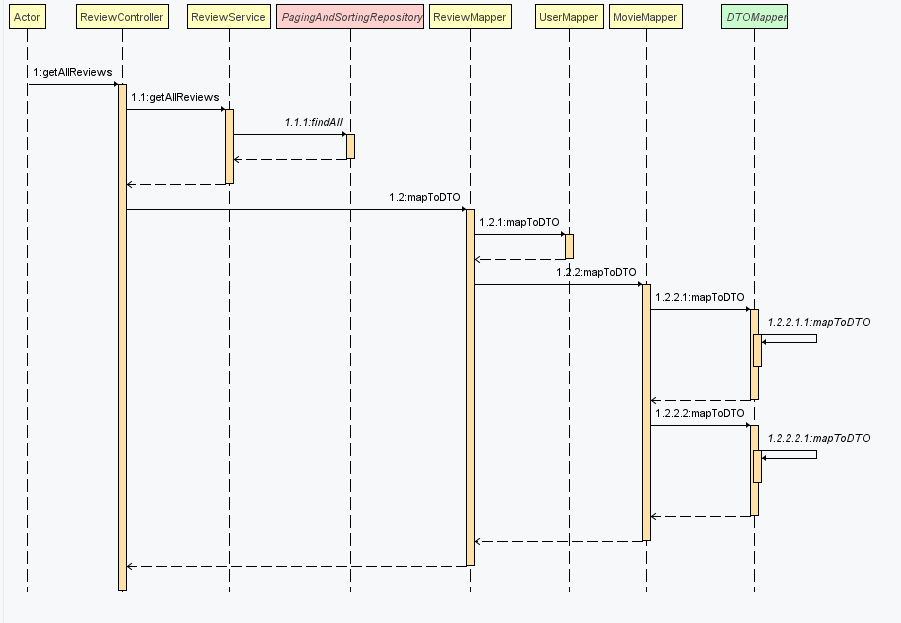 Actor ReviewController ReviewService PagingAndSortingRepository ReviewMapper UserMapper MovieMapper DTOMapper
1:getAllReviews
1.1:getAllReviews
1.1.1:findAll
1.2:mapToDTO
1.2.1:mapToDTO
1.2.2:mapToDTO
1.2.2.1:mapToDTO
1.2.2.1.1:mapToDTO
1.2.2.2:mapToDTO
1.2.2.2.1:mapToDTO